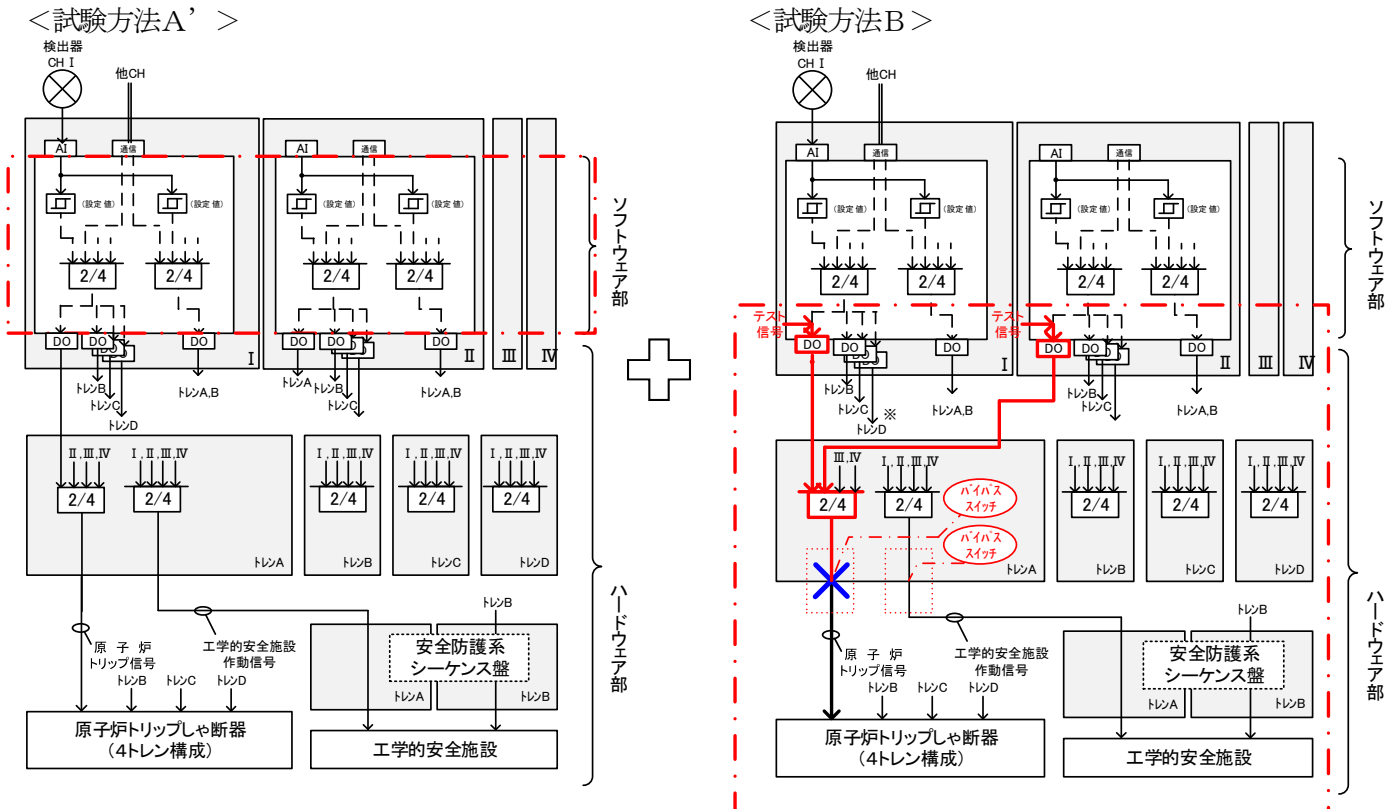 ＜試験方法A’＞
検出器
CHⅠ
他CH
AI
通信
AI
通信
(設定値)
(設定値)
(設定値)
(設定値)
2/4
2/4
2/4
2/4
DO
DO
DO
DO
DO
DO
Ⅰ
Ⅱ
Ⅲ
Ⅳ
トレンB
トレンC
トレンD
トレンA,B
トレンA
トレンB
トレンC
トレンA,B
ソフトウェア部
Ⅱ,Ⅲ,Ⅳ
Ⅰ,Ⅱ,Ⅲ,Ⅳ
Ⅰ,Ⅱ,Ⅲ,Ⅳ
Ⅰ,Ⅱ,Ⅲ,Ⅳ
Ⅰ,Ⅱ,Ⅲ,Ⅳ
2/4
2/4
2/4
2/4
2/4
トレンA
トレンB
トレンC
トレンD
原子炉
トリップ信号
工学的安全施設
作動信号
トレンB
トレンC
トレンD
トレンB
安全防護系
シーケンス盤
トレンA
トレンB
原子炉トリップしゃ断器
(4トレン構成)
工学的安全施設
ハードウェア部
＜試験方法B＞
検出器
CHⅠ
他CH
AI
通信
AI
通信
(設定値)
(設定値)
(設定値)
(設定値)
2/4
2/4
2/4
2/4
テスト
信号
テスト
信号
DO
DO
DO
DO
DO
DO
Ⅰ
Ⅱ
Ⅲ
Ⅳ
トレンB
トレンC
トレンD
※
トレンA,B
トレンB
トレンC
トレンA,B
ソフトウェア部
Ⅲ,Ⅳ
Ⅰ,Ⅱ,Ⅲ,Ⅳ
Ⅰ,Ⅱ,Ⅲ,Ⅳ
Ⅰ,Ⅱ,Ⅲ,Ⅳ
Ⅰ,Ⅱ,Ⅲ,Ⅳ
2/4
2/4
2/4
2/4
2/4
バイパス
スイッチ
バイパス
スイッチ
トレンA
トレンB
トレンC
トレンD
原子炉
トリップ信号
工学的安全施設
作動信号
トレンB
トレンC
トレンD
トレンB
安全防護系
シーケンス盤
トレンA
トレンB
原子炉トリップしゃ断器
(4トレン構成)
工学的安全施設
ハードウェア部